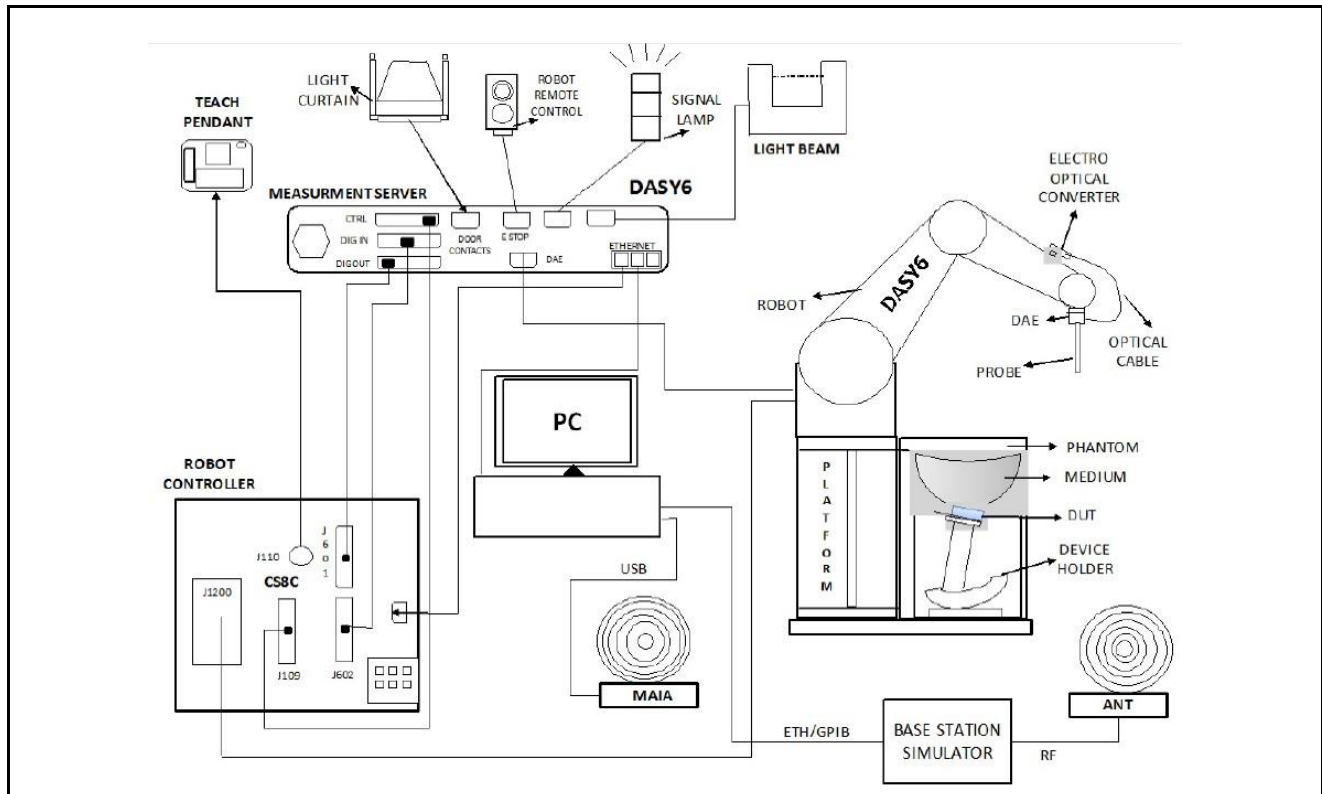 LIGHT
CURTAIN
ROBOT
REMOTE
CONTROL
SIGNAL
LAMP
LIGHT BEAM
TEACH
PENDANT
ELECTRO
OPTICAL
CONVERTER
MEASURMENT SERVER
DASY6
CTRL
DIG IN
DIGOUT
DOOR
CONTACTS
E STOP
DAE
ETHERNET
ROBOT
DASY6
DAE
OPTICAL
CABLE
PROBE
PC
PLATFORM
PHANTOM
MEDIUM
DUT
DEVICE
HOLDER
ROBOT
CONTROLLER
J110
J601
CS8C
J1200
J109
J602
USB
MAIA
ETH/GPIB
BASE STATION
SIMULATOR
RF
ANT